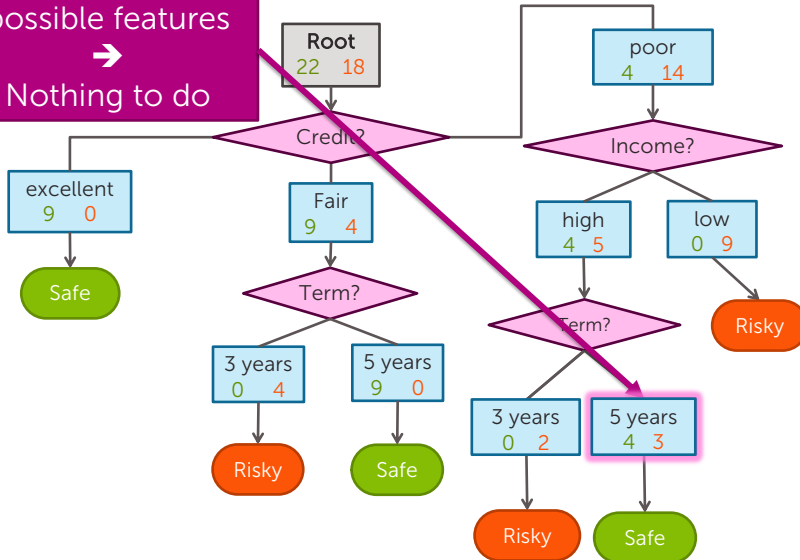 possible features
➔
Nothing to do
Root
22 18
poor
4 14
Credit?
Income?
excellent
9 0
Fair
9 4
high
4 5
low
0 9
Safe
Term?
Term?
Risky
3 years
0 4
5 years
9 0
3 years
0 2
5 years
4 3
Risky
Safe
Risky
Safe